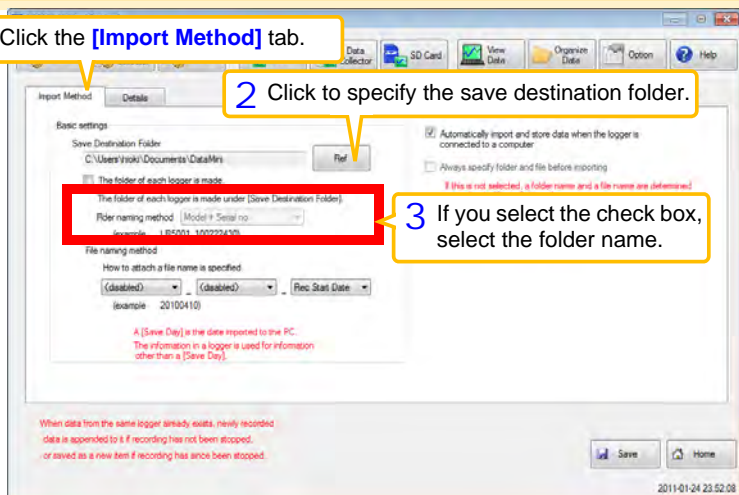 Click the [Import Method] tab.
Data Collector
SD Card
View Data
Organize Data
Option
Help
2 Click to specify the save destination folder.
Import Method
Details
Basic settings
Save Destination Folder
C:\Users\hioki\Documents\DataMini
Ref
The folder of each logger is made
The folder of each logger is made under [Save Destination Folder].
Floder naming method
Model + Serial no.
(example LR5001_100222430)
File naming method
How to attach a file name is specified
(disabled) _ (disabled) _ Rec Start Date
(example 20100410)
A [Save Day] is the date imported to the PC.
The information in a logger is used for information
other than a [Save Day].
Automatically import and store data when the logger is
connected to a computer
Always specify folder and file before importing
If this is not selected, a folder name and a file name are determined
3 If you select the check box,
select the folder name.
When data from the same logger already exists, newly recorded
data is appended to it if recording has not been stopped,
or saved as a new item if recording has since been stopped.
Save
Home
2011-01-24 23:52:08